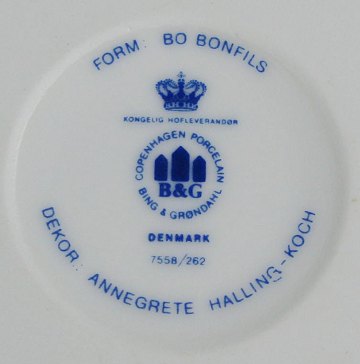 FORM: BO BONFILS
KONGELIG HOFLEVERANDØR
COPENHAGEN PORCELAIN
B&G
BING & GRØNDAHL
DENMARK
7558/262
DEKOR: ANNEGRETE HALLING-KOCH